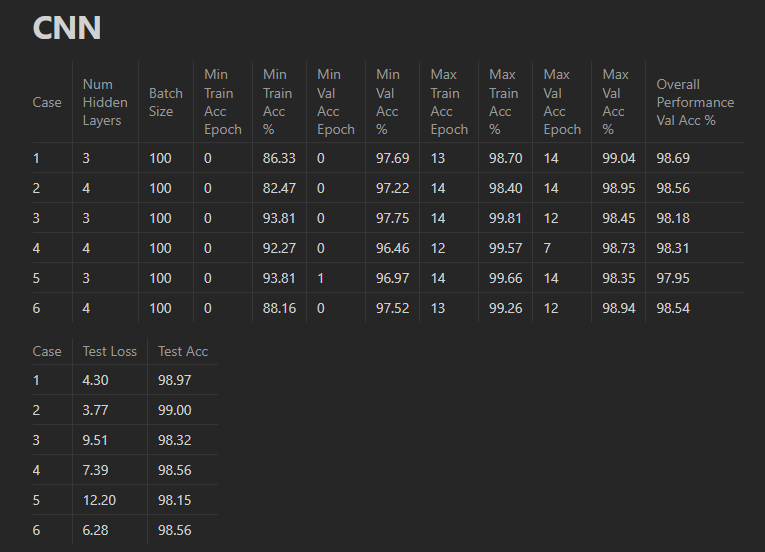 CNN
Case | Num Hidden Layers | Batch Size | Min Train Acc Epoch | Min Train Acc % | Min Val Acc Epoch | Min Val Acc % | Max Train Acc Epoch | Max Train Acc % | Max Val Acc Epoch | Max Val Acc % | Overall Performance Val Acc %
1 | 3 | 100 | 0 | 86.33 | 0 | 97.69 | 13 | 98.70 | 14 | 99.04 | 98.69
2 | 4 | 100 | 0 | 82.47 | 0 | 97.22 | 14 | 98.40 | 14 | 98.95 | 98.56
3 | 3 | 100 | 0 | 93.81 | 0 | 97.75 | 14 | 99.81 | 12 | 98.45 | 98.18
4 | 4 | 100 | 0 | 92.27 | 0 | 96.46 | 12 | 99.57 | 7 | 98.73 | 98.31
5 | 3 | 100 | 0 | 93.81 | 1 | 96.97 | 14 | 99.66 | 14 | 98.35 | 97.95
6 | 4 | 100 | 0 | 88.16 | 0 | 97.52 | 13 | 99.26 | 12 | 98.94 | 98.54
Case | Test Loss | Test Acc
1 | 4.30 | 98.97
2 | 3.77 | 99.00
3 | 9.51 | 98.32
4 | 7.39 | 98.56
5 | 12.20 | 98.15
6 | 6.28 | 98.56